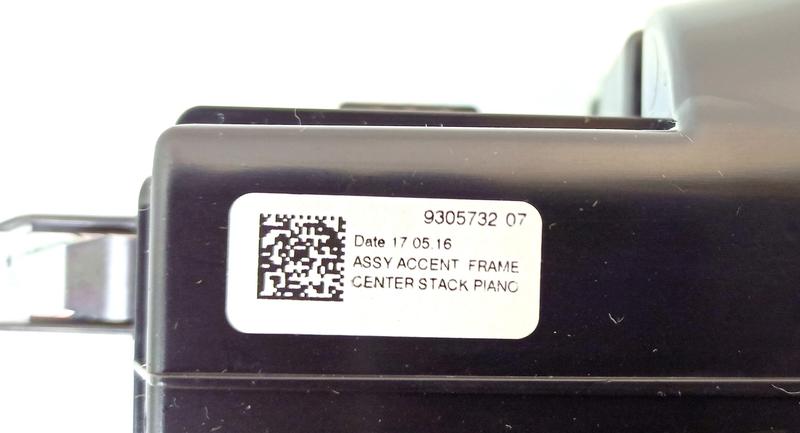 9305732 07
Date 17 05.16
ASSY ACCENT FRAME
CENTER STACK PIANO